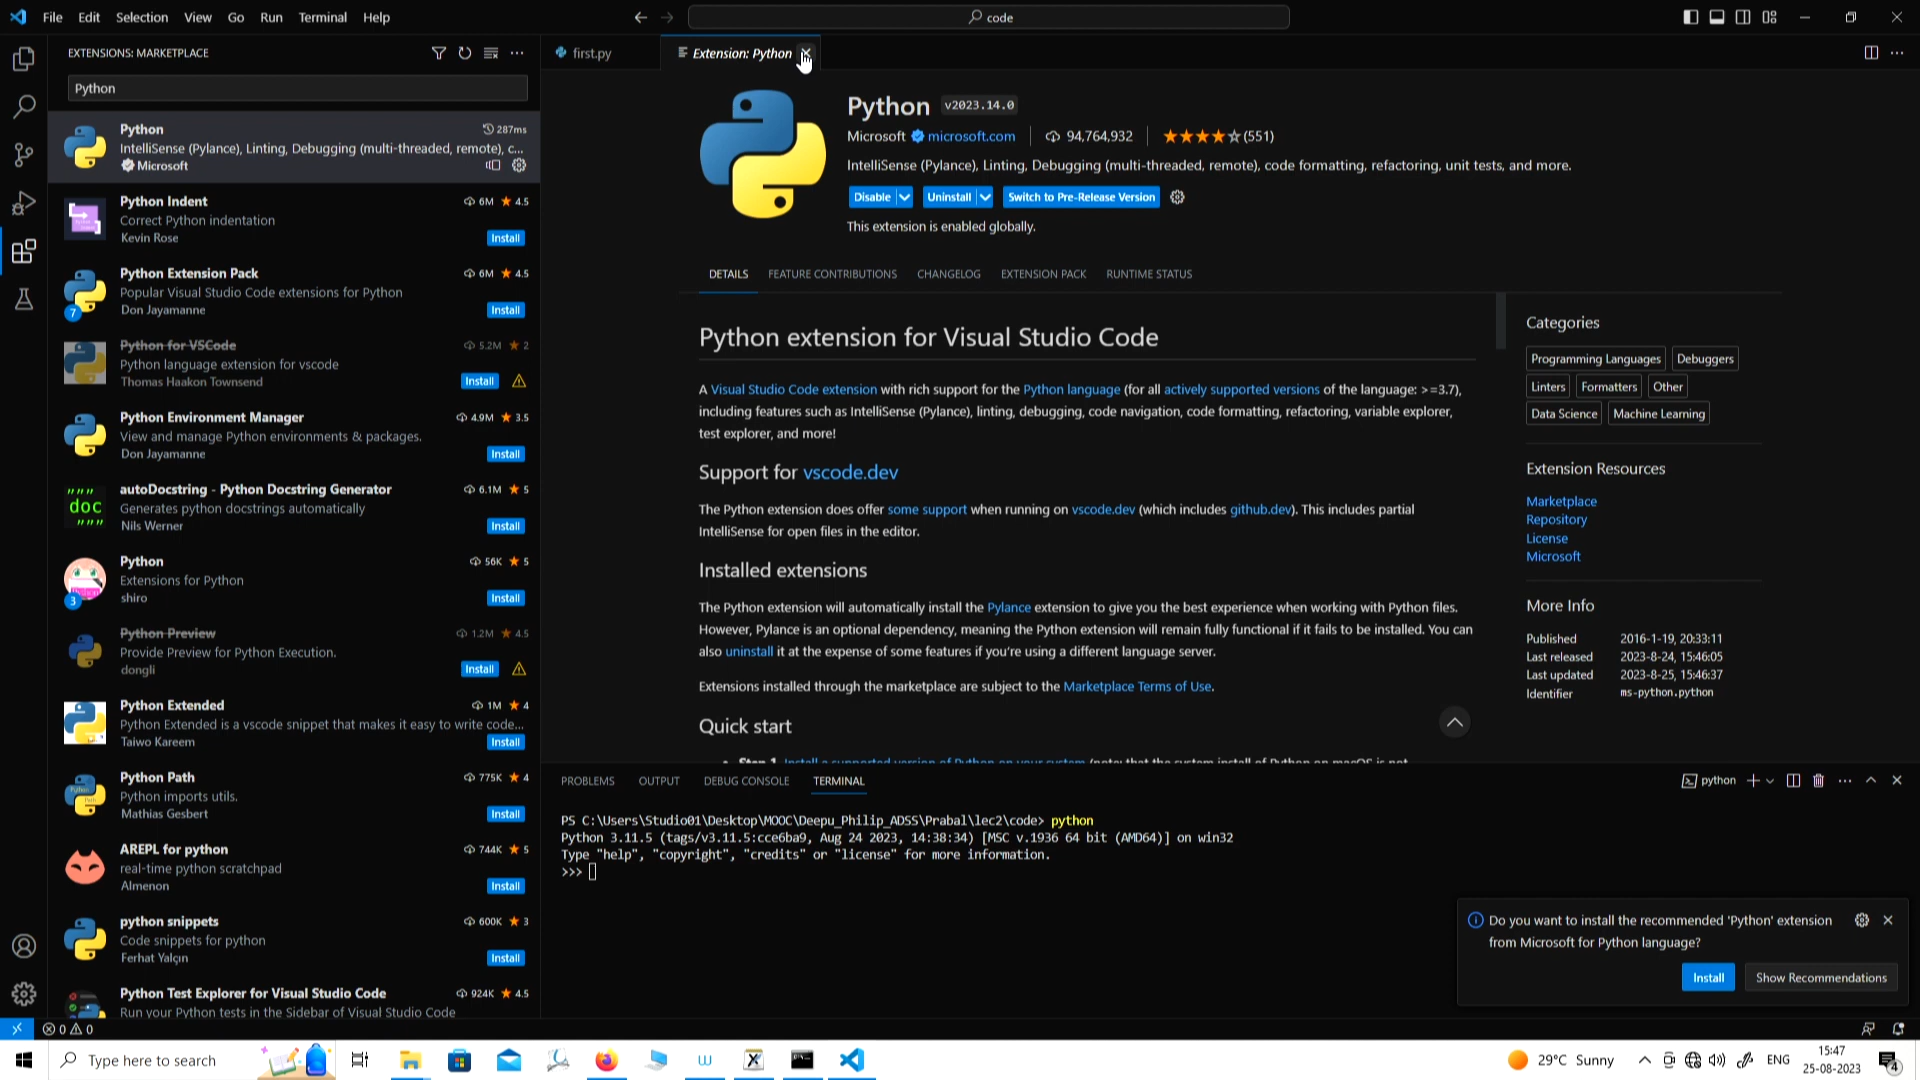 File Edit Selection View Go Run Terminal Help
code
EXTENSIONS: MARKETPLACE
Python
Python
287ms
IntelliSense (Pylance), Linting, Debugging (multi-threaded, remote), c...
Microsoft
Python Indent
6M 4.5
Correct Python indentation
Kevin Rose
Install
Python Extension Pack
6M 4.5
Popular Visual Studio Code extensions for Python
Don Jayamanne
Install
7
Python for VSCode
5.2M 2
Python language extension for vscode
Thomas Haakon Townsend
Install
Python Environment Manager
4.9M 3.5
View and manage Python environments & packages.
Don Jayamanne
Install
autoDocstring - Python Docstring Generator
6.1M 5
""" doc """
Generates python docstrings automatically
Nils Werner
Install
Python
56K 5
Extensions for Python
shiro
Install
3
Python Preview
1.2M 4.5
Provide Preview for Python Execution.
dongli
Install
Python Extended
1M 4
Python Extended is a vscode snippet that makes it easy to write code...
Taiwo Kareem
Install
Python Path
775K 4
Python imports utils.
Mathias Gesbert
Install
AREPL for python
744K 5
real-time python scratchpad
Almenon
Install
python snippets
600K 3
Code snippets for python
Ferhat Yalçın
Install
Python Test Explorer for Visual Studio Code
924K 4.5
Run your Python tests in the Sidebar of Visual Studio Code
first.py
Extension: Python
Python v2023.14.0
Microsoft microsoft.com 94,764,932 (551)
IntelliSense (Pylance), Linting, Debugging (multi-threaded, remote), code formatting, refactoring, unit tests, and more.
Disable Uninstall Switch to Pre-Release Version
This extension is enabled globally.
DETAILS FEATURE CONTRIBUTIONS CHANGELOG EXTENSION PACK RUNTIME STATUS
Python extension for Visual Studio Code
A Visual Studio Code extension with rich support for the Python language (for all actively supported versions of the language: >=3.7),
including features such as IntelliSense (Pylance), linting, debugging, code navigation, code formatting, refactoring, variable explorer,
test explorer, and more!
Support for vscode.dev
The Python extension does offer some support when running on vscode.dev (which includes github.dev). This includes partial
IntelliSense for open files in the editor.
Installed extensions
The Python extension will automatically install the Pylance extension to give you the best experience when working with Python files.
However, Pylance is an optional dependency, meaning the Python extension will remain fully functional if it fails to be installed. You can
also uninstall it at the expense of some features if you're using a different language server.
Extensions installed through the marketplace are subject to the Marketplace Terms of Use.
Quick start
Step 1. Install a supported version of Python on your system (note: that the system install of Python on macOS is not
Categories
Programming Languages Debuggers
Linters Formatters Other
Data Science Machine Learning
Extension Resources
Marketplace
Repository
License
Microsoft
More Info
Published 2016-1-19, 20:33:11
Last released 2023-8-24, 15:46:05
Last updated 2023-8-25, 15:46:37
Identifier ms-python.python
PROBLEMS OUTPUT DEBUG CONSOLE TERMINAL
python
PS C:\Users\Studio01\Desktop\MOOC\Deepu_Philip_ADSS\Prabal\lec2\code> python
Python 3.11.5 (tags/v3.11.5:cce6ba9, Aug 24 2023, 14:38:34) [MSC v.1936 64 bit (AMD64)] on win32
Type "help", "copyright", "credits" or "license" for more information.
>>>
Do you want to install the recommended 'Python' extension
from Microsoft for Python language?
Install Show Recommendations
0 0
Type here to search
29°C Sunny
ENG
15:47
25-08-2023
4